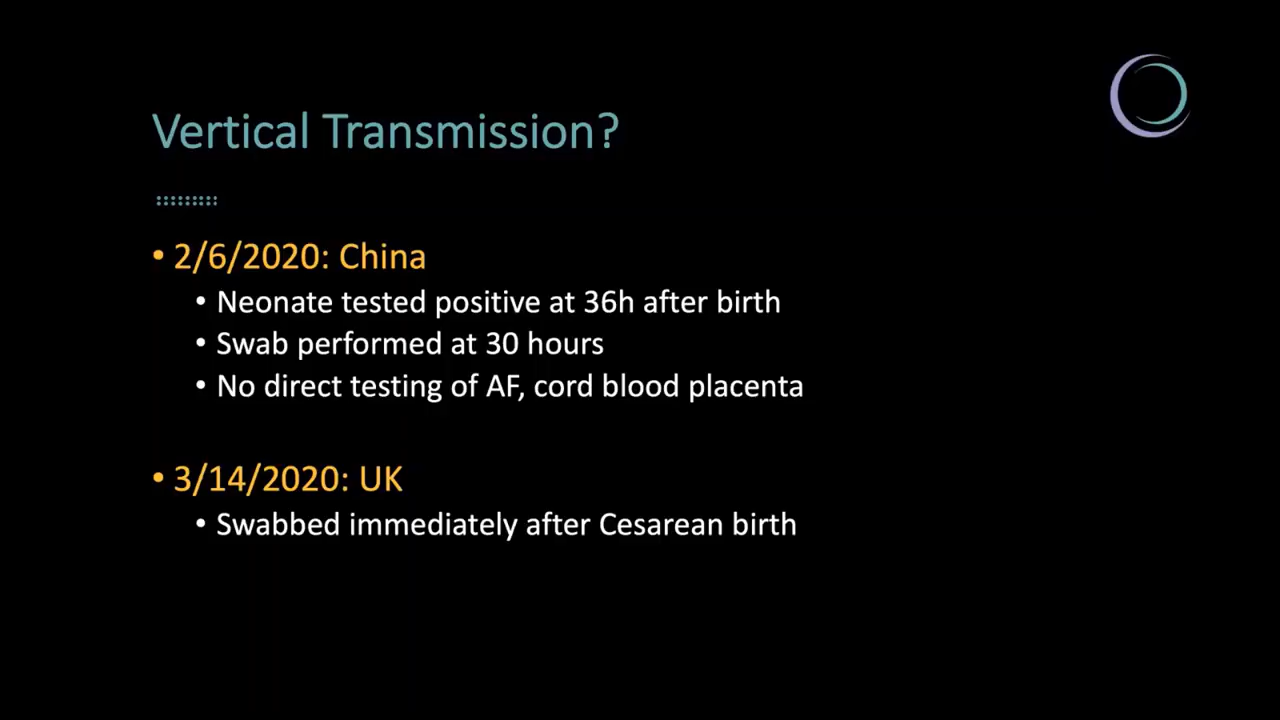 Vertical Transmission?
• 2/6/2020: China
• Neonate tested positive at 36h after birth
• Swab performed at 30 hours
• No direct testing of AF, cord blood placenta
• 3/14/2020: UK
• Swabbed immediately after Cesarean birth